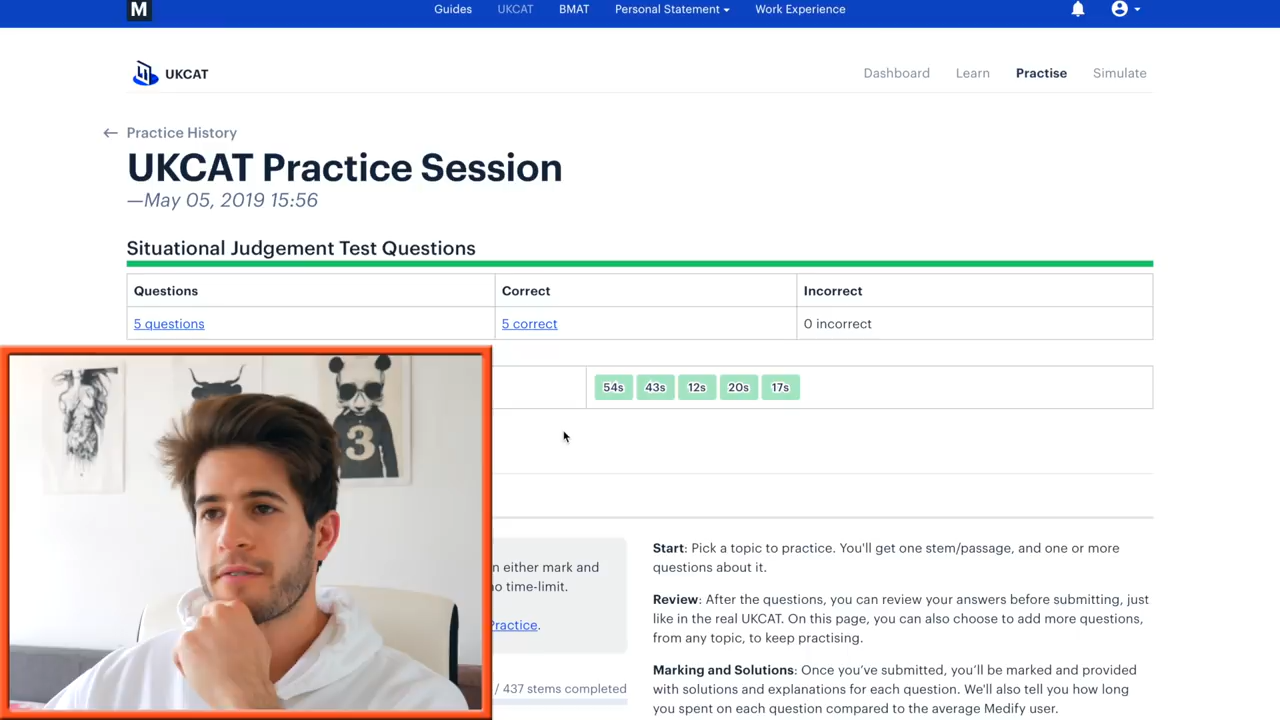 M
Guides UKCAT BMAT Personal Statement Work Experience
UKCAT
Dashboard Learn Practise Simulate
← Practice History
UKCAT Practice Session
—May 05, 2019 15:56
Situational Judgement Test Questions
Questions Correct Incorrect
5 questions 5 correct 0 incorrect
54s 43s 12s 20s 17s
3
Start: Pick a topic to practice. You'll get one stem/passage, and one or more
questions about it.
either mark and
no time-limit.
Practice.
Review: After the questions, you can review your answers before submitting, just
like in the real UKCAT. On this page, you can also choose to add more questions,
from any topic, to keep practising.
/ 437 stems completed
Marking and Solutions: Once you've submitted, you'll be marked and provided
with solutions and explanations for each question. We'll also tell you how long
you spent on each question compared to the average Medify user.